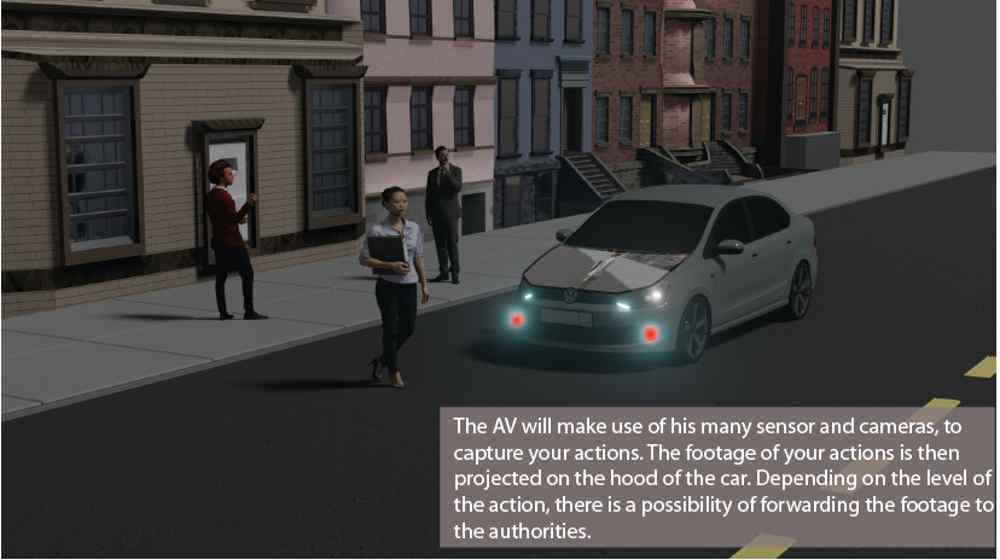 The AV will make use of his many sensor and cameras, to
capture your actions. The footage of your actions is then
projected on the hood of the car. Depending on the level of
the action, there is a possibility of forwarding the footage to
the authorities.